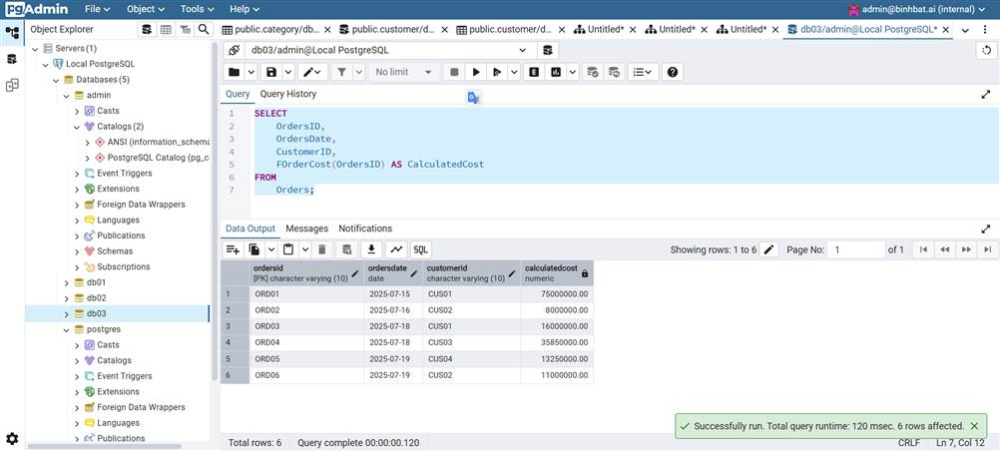 pgAdmin File Object Tools Help admin@binhbat.ai (internal)
Object Explorer
public.category/db... public.customer/d... public.customer/d... Untitled* Untitled* Untitled* db03/admin@Local PostgreSQL*
Servers (1)
Local PostgreSQL
Databases (5)
admin
Casts
Catalogs (2)
ANSI (information_schema
PostgreSQL Catalog (pg_c
Event Triggers
Extensions
Foreign Data Wrappers
Languages
Publications
Schemas
Subscriptions
db01
db02
db03
postgres
Casts
Catalogs
Event Triggers
Extensions
Foreign Data Wrappers
Languages
Publications
db03/admin@Local PostgreSQL
No limit
E
Query Query History
1 SELECT
2 OrdersID,
3 OrdersDate,
4 CustomerID,
5 FOrderCost(OrdersID) AS CalculatedCost
6 FROM
7 Orders;
Data Output Messages Notifications
SQL Showing rows: 1 to 6 Page No: 1 of 1
ordersid ordersdate customerid calculatedcost
[PK] character varying (10) date character varying (10) numeric
1 ORD01 2025-07-15 CUS01 75000000.00
2 ORD02 2025-07-16 CUS02 8000000.00
3 ORD03 2025-07-18 CUS01 16000000.00
4 ORD04 2025-07-18 CUS03 35850000.00
5 ORD05 2025-07-19 CUS04 13250000.00
6 ORD06 2025-07-19 CUS02 11000000.00
Successfully run. Total query runtime: 120 msec. 6 rows affected.
Total rows: 6 Query complete 00:00:00.120 CRLF Ln 7, Col 12